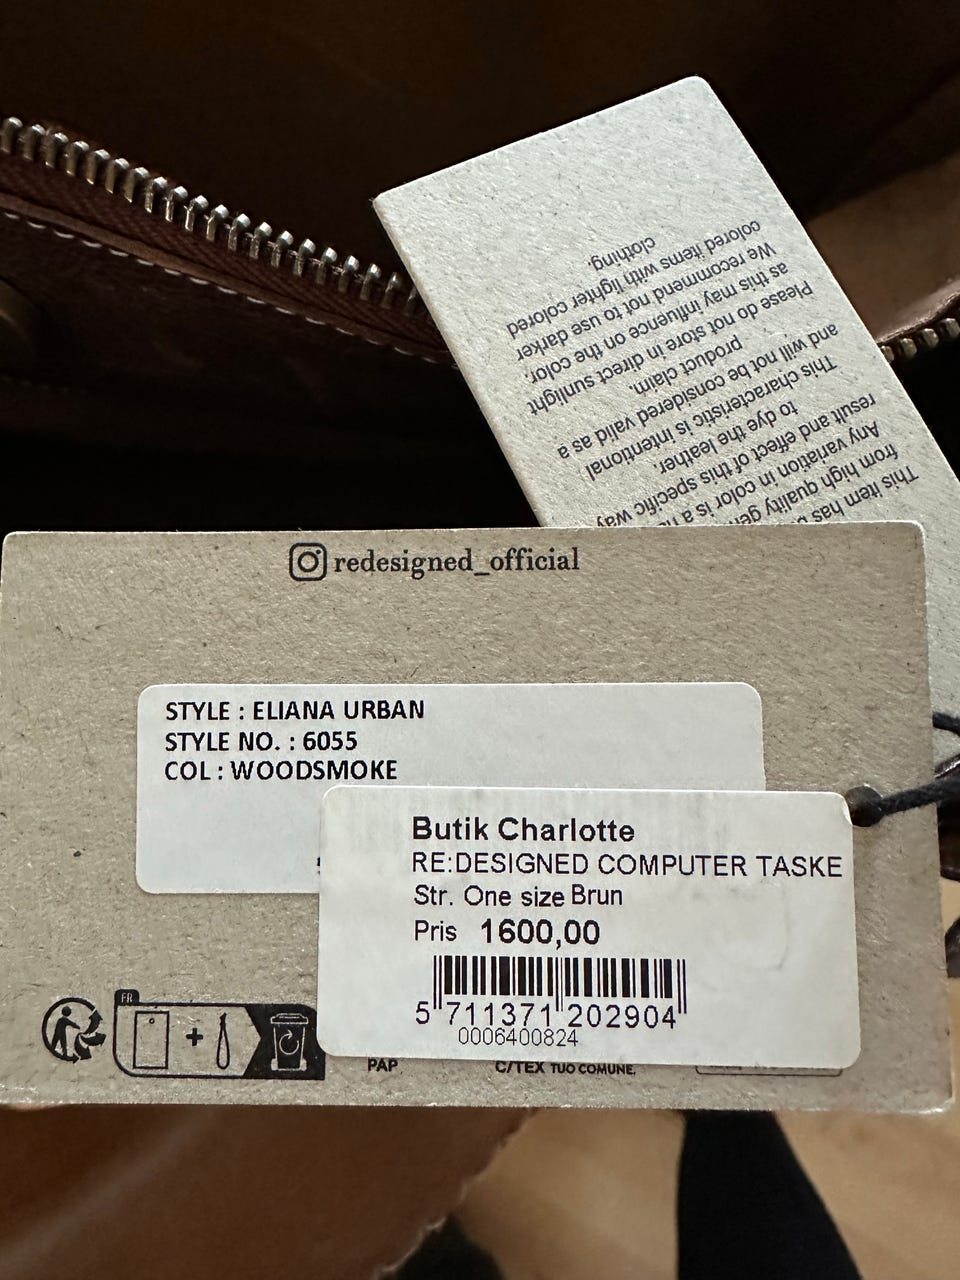 This item has
from high quality
Any variation in color is a
result and effect of this specific way
to dye the leather.
This characteristic is intentional
and will not be considered valid as a
product claim.
Please do not store in direct sunlight
as this may influence on the color.
We recommend not to use darker
colored items with lighter colored
clothing
redesigned_official
STYLE : ELIANA URBAN
STYLE NO. : 6055
COL : WOODSMOKE
Butik Charlotte
RE:DESIGNED COMPUTER TASKE
Str. One size Brun
Pris 1600,00
5 711371 202904
0006400824
FR
PAP
C/TEX TUO COMUNE.